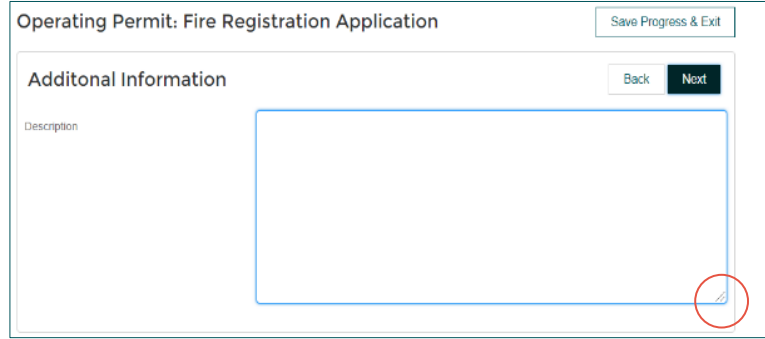 Operating Permit: Fire Registration Application
Save Progress & Exit
Additonal Information
Back
Next
Description